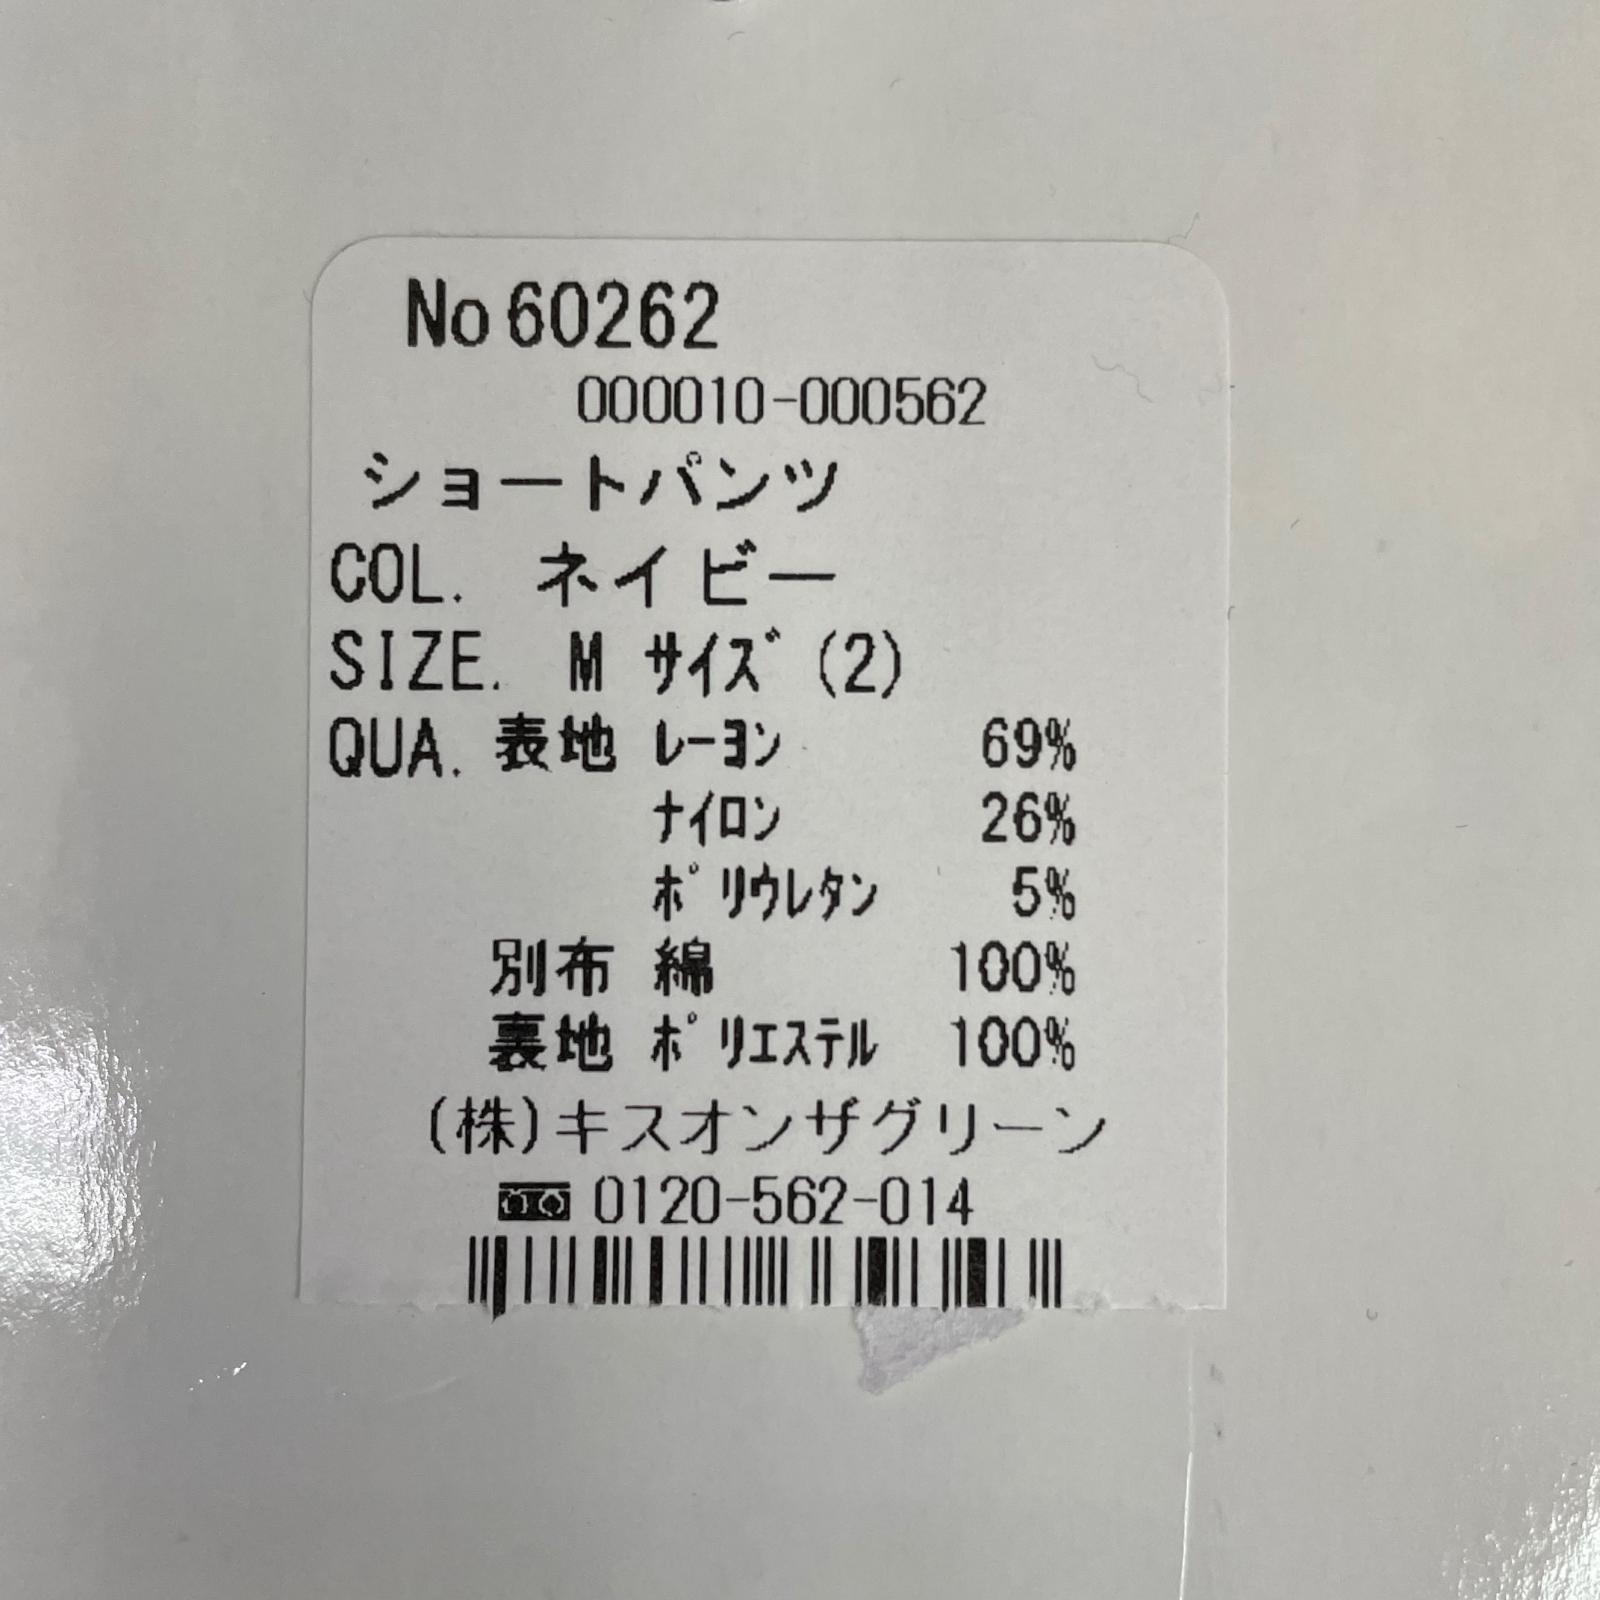 No 60262
000010-000562
ショートパンツ
COL. ネイビー
SIZE. M ｻｲｽﾞ (2)
QUA. 表地 ﾚｰﾖﾝ 69%
ﾅｲﾛﾝ 26%
ﾎﾟﾘｳﾚﾀﾝ 5%
別布 綿 100%
裏地 ﾎﾟﾘｴｽﾃﾙ 100%
(株)キスオンザグリーン
0120-562-014